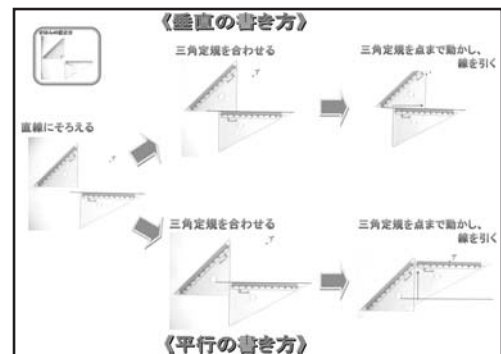 《垂直の書き方》
三角定規を合わせる
三角定規を点まで動かし、
線を引く
直線にそろえる
三角定規を合わせる
三角定規を点まで動かし、
線を引く
《平行の書き方》